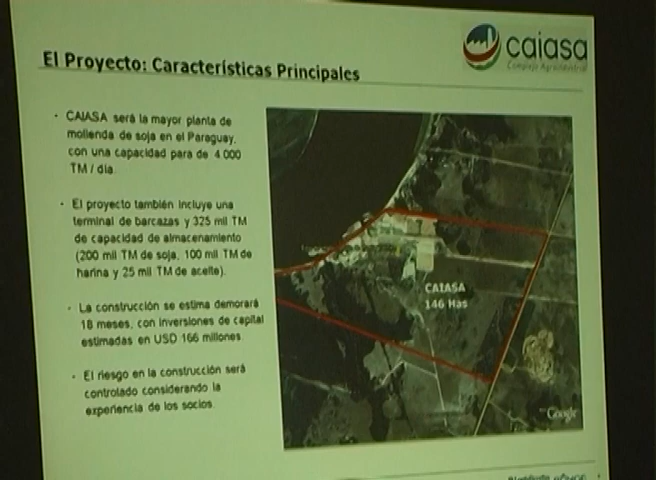 caiasa
Complejo Agroindustrial
El Proyecto: Características Principales
- CAIASA será la mayor planta de
molienda de soja en el Paraguay,
con una capacidad para de 4 000
TM / día.
- El proyecto también incluye una
terminal de barcazas y 325 mil TM
de capacidad de almacenamiento
(200 mil TM de soja, 100 mil TM de
harina y 25 mil TM de aceite).
- La construcción se estima demorará
18 meses, con inversiones de capital
estimadas en USD 166 millones.
- El riesgo en la construcción será
controlado considerando la
experiencia de los socios.
CAIASA
146 Has
Google